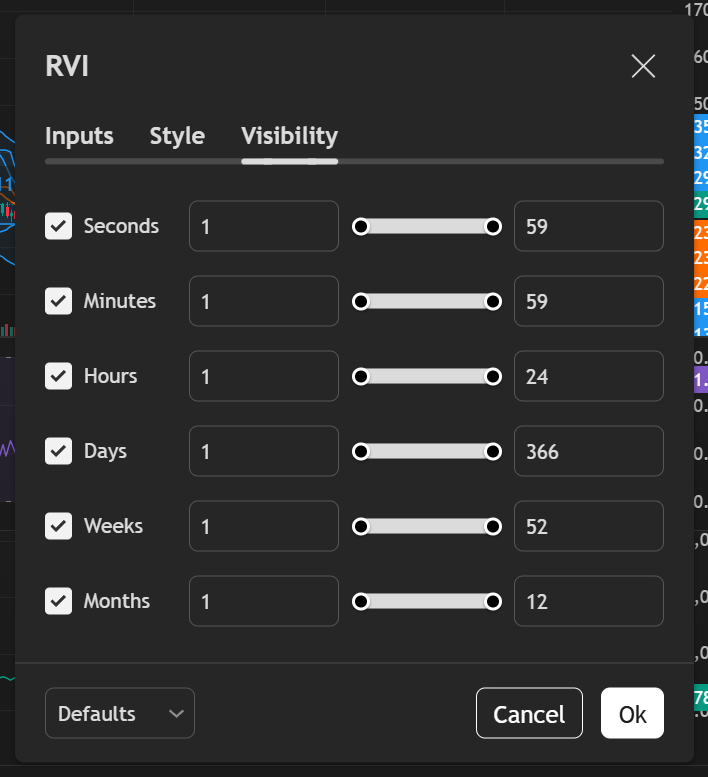 RVI
Inputs Style Visibility
Seconds 1 59
Minutes 1 59
Hours 1 24
Days 1 366
Weeks 1 52
Months 1 12
Defaults Cancel Ok